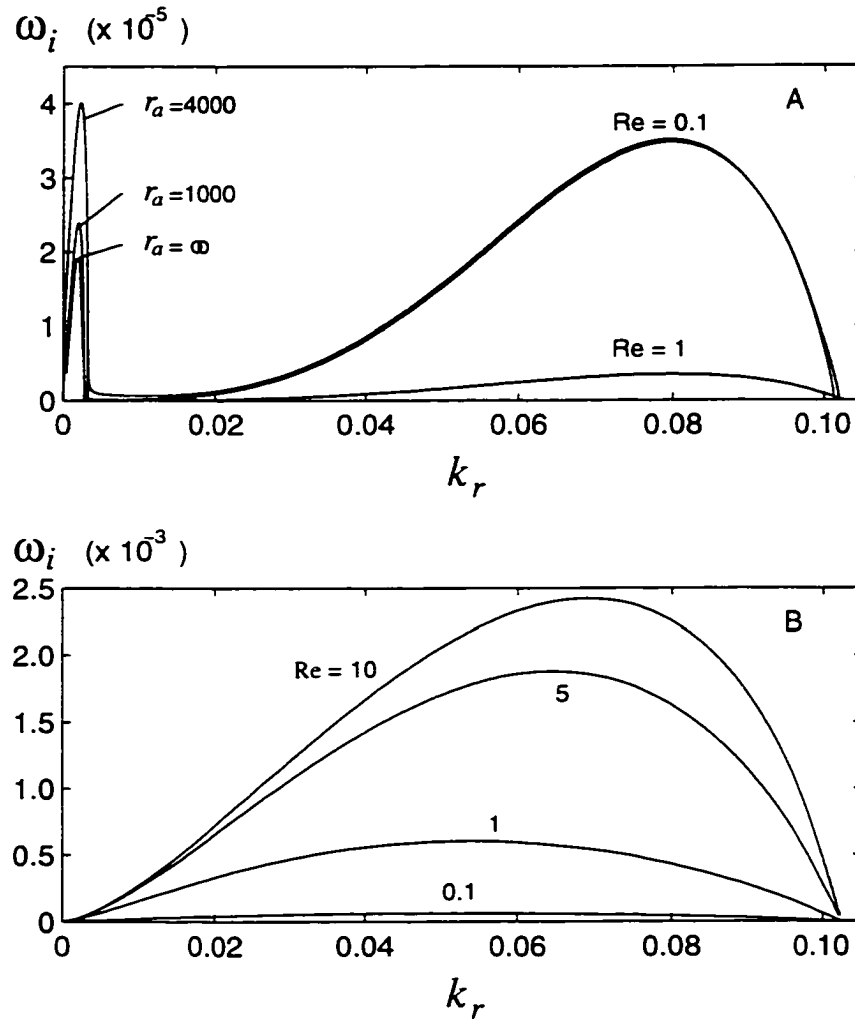 ωᵢ (x 10⁻⁵)
A
4
3
2
1
0
rₐ=4000
rₐ=1000
rₐ=∞
Re = 0.1
Re = 1
0 0.02 0.04 0.06 0.08 0.10
kᵣ
ωᵢ (x 10⁻³)
B
2.5
2.0
1.5
1.0
0.5
0
Re = 10
5
1
0.1
0 0.02 0.04 0.06 0.08 0.10
kᵣ